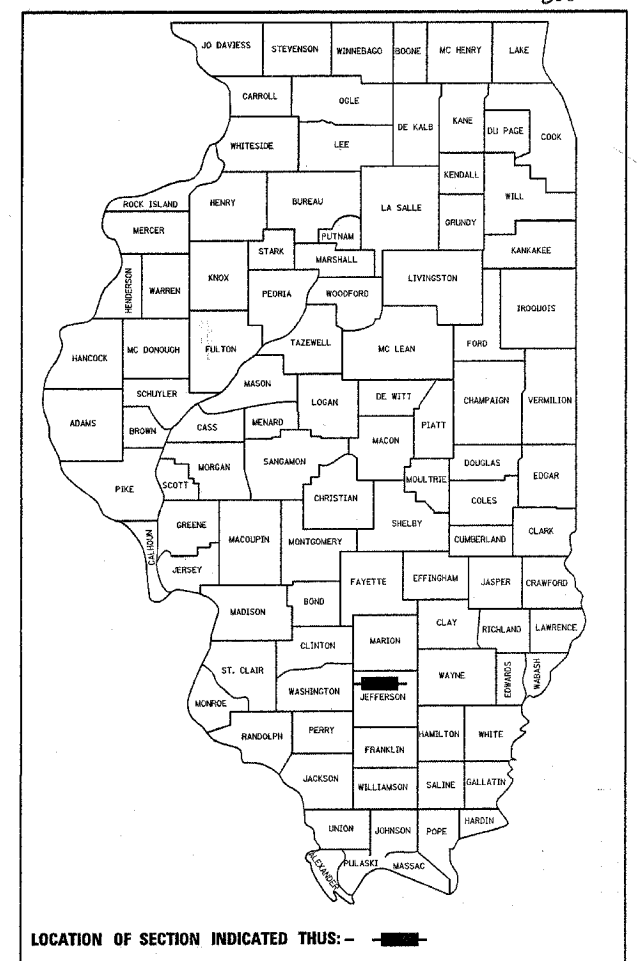 JO DAVIESS STEVENSON WINNEBAGO BOONE MC HENRY LAKE
CARROLL OGLE DE KALB KANE DU PAGE COOK
WHITESIDE LEE
KENDALL WILL
ROCK ISLAND HENRY BUREAU LA SALLE
GRUNDY
MERCER PUTNAM
STARK MARSHALL KANKAKEE
HENDERSON WARREN KNOX PEORIA WOODFORD LIVINGSTON
IROQUOIS
HANCOCK MC DONOUGH FULTON TAZEWELL MC LEAN FORD
MASON
SCHUYLER LOGAN DE WITT CHAMPAIGN VERMILION
ADAMS BROWN CASS MENARD PIATT
MACON
MORGAN SANGAMON DOUGLAS
PIKE SCOTT CHRISTIAN MOULTRIE EDGAR
COLES
GREENE MACOUPIN MONTGOMERY SHELBY
CALHOUN CUMBERLAND CLARK
JERSEY
FAYETTE EFFINGHAM JASPER CRAWFORD
MADISON BOND
CLAY RICHLAND LAWRENCE
CLINTON MARION
ST. CLAIR WAYNE EDWARDS WABASH
WASHINGTON JEFFERSON
MONROE
RANDOLPH PERRY HAMILTON WHITE
FRANKLIN
JACKSON WILLIAMSON SALINE GALLATIN
UNION JOHNSON POPE HARDIN
ALEXANDER PULASKI MASSAC
LOCATION OF SECTION INDICATED THUS: -